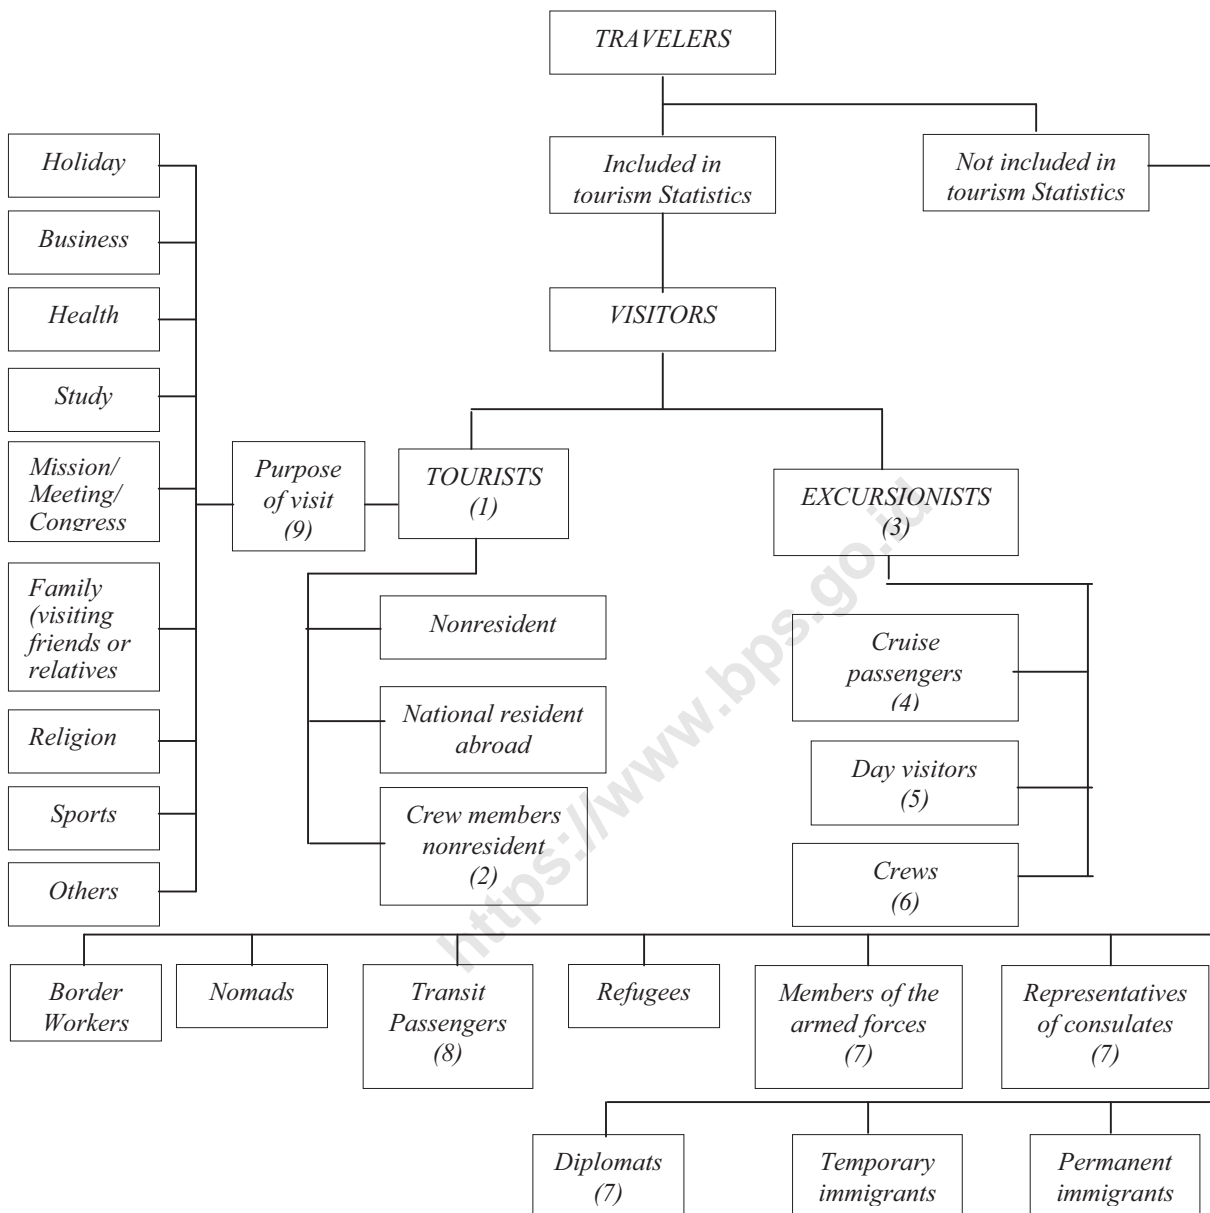 TRAVELERS
Included in
tourism Statistics
Not included in
tourism Statistics
VISITORS
Holiday
Business
Health
Study
Mission/
Meeting/
Congress
Family
(visiting
friends or
relatives
Religion
Sports
Others
Purpose
of visit
(9)
TOURISTS
(1)
EXCURSIONISTS
(3)
Nonresident
National resident
abroad
Crew members
nonresident
(2)
Cruise
passengers
(4)
Day visitors
(5)
Crews
(6)
Border
Workers
Nomads
Transit
Passengers
(8)
Refugees
Members of the
armed forces
(7)
Representatives
of consulates
(7)
Diplomats
(7)
Temporary
immigrants
Permanent
immigrants
https://www.bps.go.id